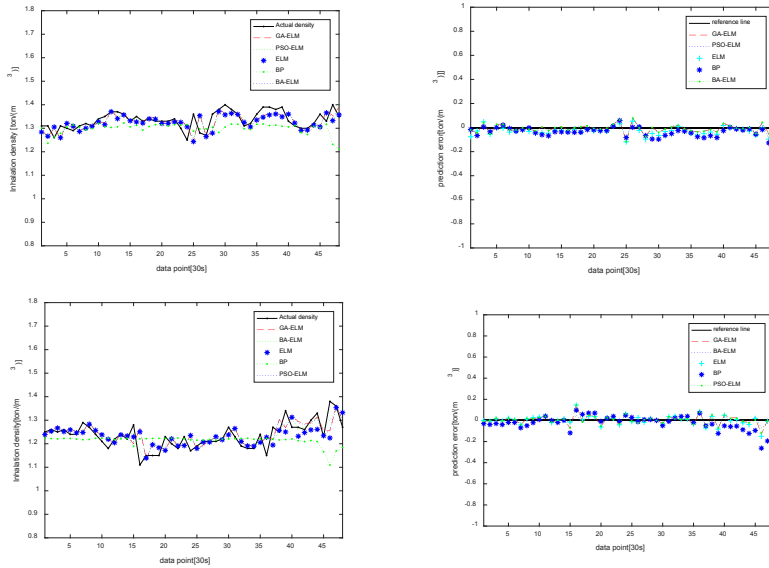 1.8
1.7
1.6
1.5
1.4
1.3
1.2
1.1
1
0.9
0.8
5 10 15 20 25 30 35 40 45
data point[30s]
Inhalation density [ton/(m
3
)]
Actual density
GA-ELM
PSO-ELM
ELM
BP
BA-ELM
1
0.8
0.6
0.4
0.2
0
-0.2
-0.4
-0.6
-0.8
-1
5 10 15 20 25 30 35 40 45
data point[30s]
prediction erro[ton/(m
3
)]]
reference line
GA-ELM
PSO-ELM
ELM
BP
BA-ELM
1.8
1.7
1.6
1.5
1.4
1.3
1.2
1.1
1
0.9
0.8
5 10 15 20 25 30 35 40 45
data point[30s]
Inhalation density[ton/(m
3
)]
Actual density
GA-ELM
BA-ELM
ELM
BP
PSO-ELM
1
0.8
0.6
0.4
0.2
0
-0.2
-0.4
-0.6
-0.8
-1
5 10 15 20 25 30 35 40 45
data point[30s]
prediction error[ton/(m
3
)]]
reference line
GA-ELM
BA-ELM
ELM
BP
PSO-ELM